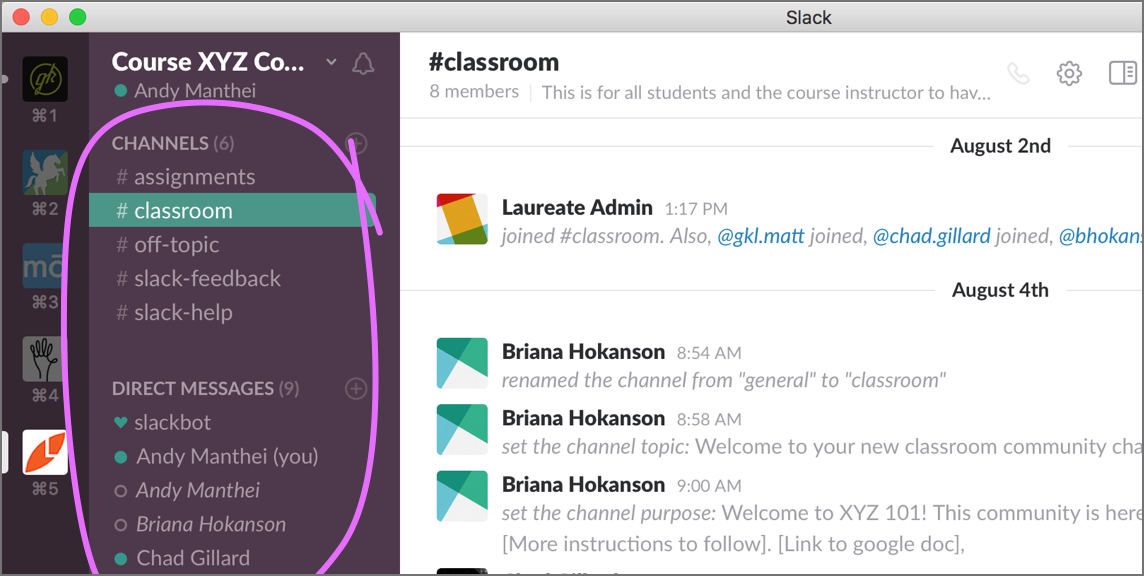 Slack
gk
⌘1
⌘2
mō
⌘3
⌘4
⌘5
Course XYZ Co...
Andy Manthei
CHANNELS (6)
# assignments
# classroom
# off-topic
# slack-feedback
# slack-help
DIRECT MESSAGES (9)
slackbot
Andy Manthei (you)
Andy Manthei
Briana Hokanson
Chad Gillard
#classroom
8 members | This is for all students and the course instructor to hav...
August 2nd
Laureate Admin 1:17 PM
joined #classroom. Also, @gkl.matt joined, @chad.gillard joined, @bhokans
August 4th
Briana Hokanson 8:54 AM
renamed the channel from "general" to "classroom"
Briana Hokanson 8:58 AM
set the channel topic: Welcome to your new classroom community cha
Briana Hokanson 9:00 AM
set the channel purpose: Welcome to XYZ 101! This community is here
[More instructions to follow]. [Link to google doc],